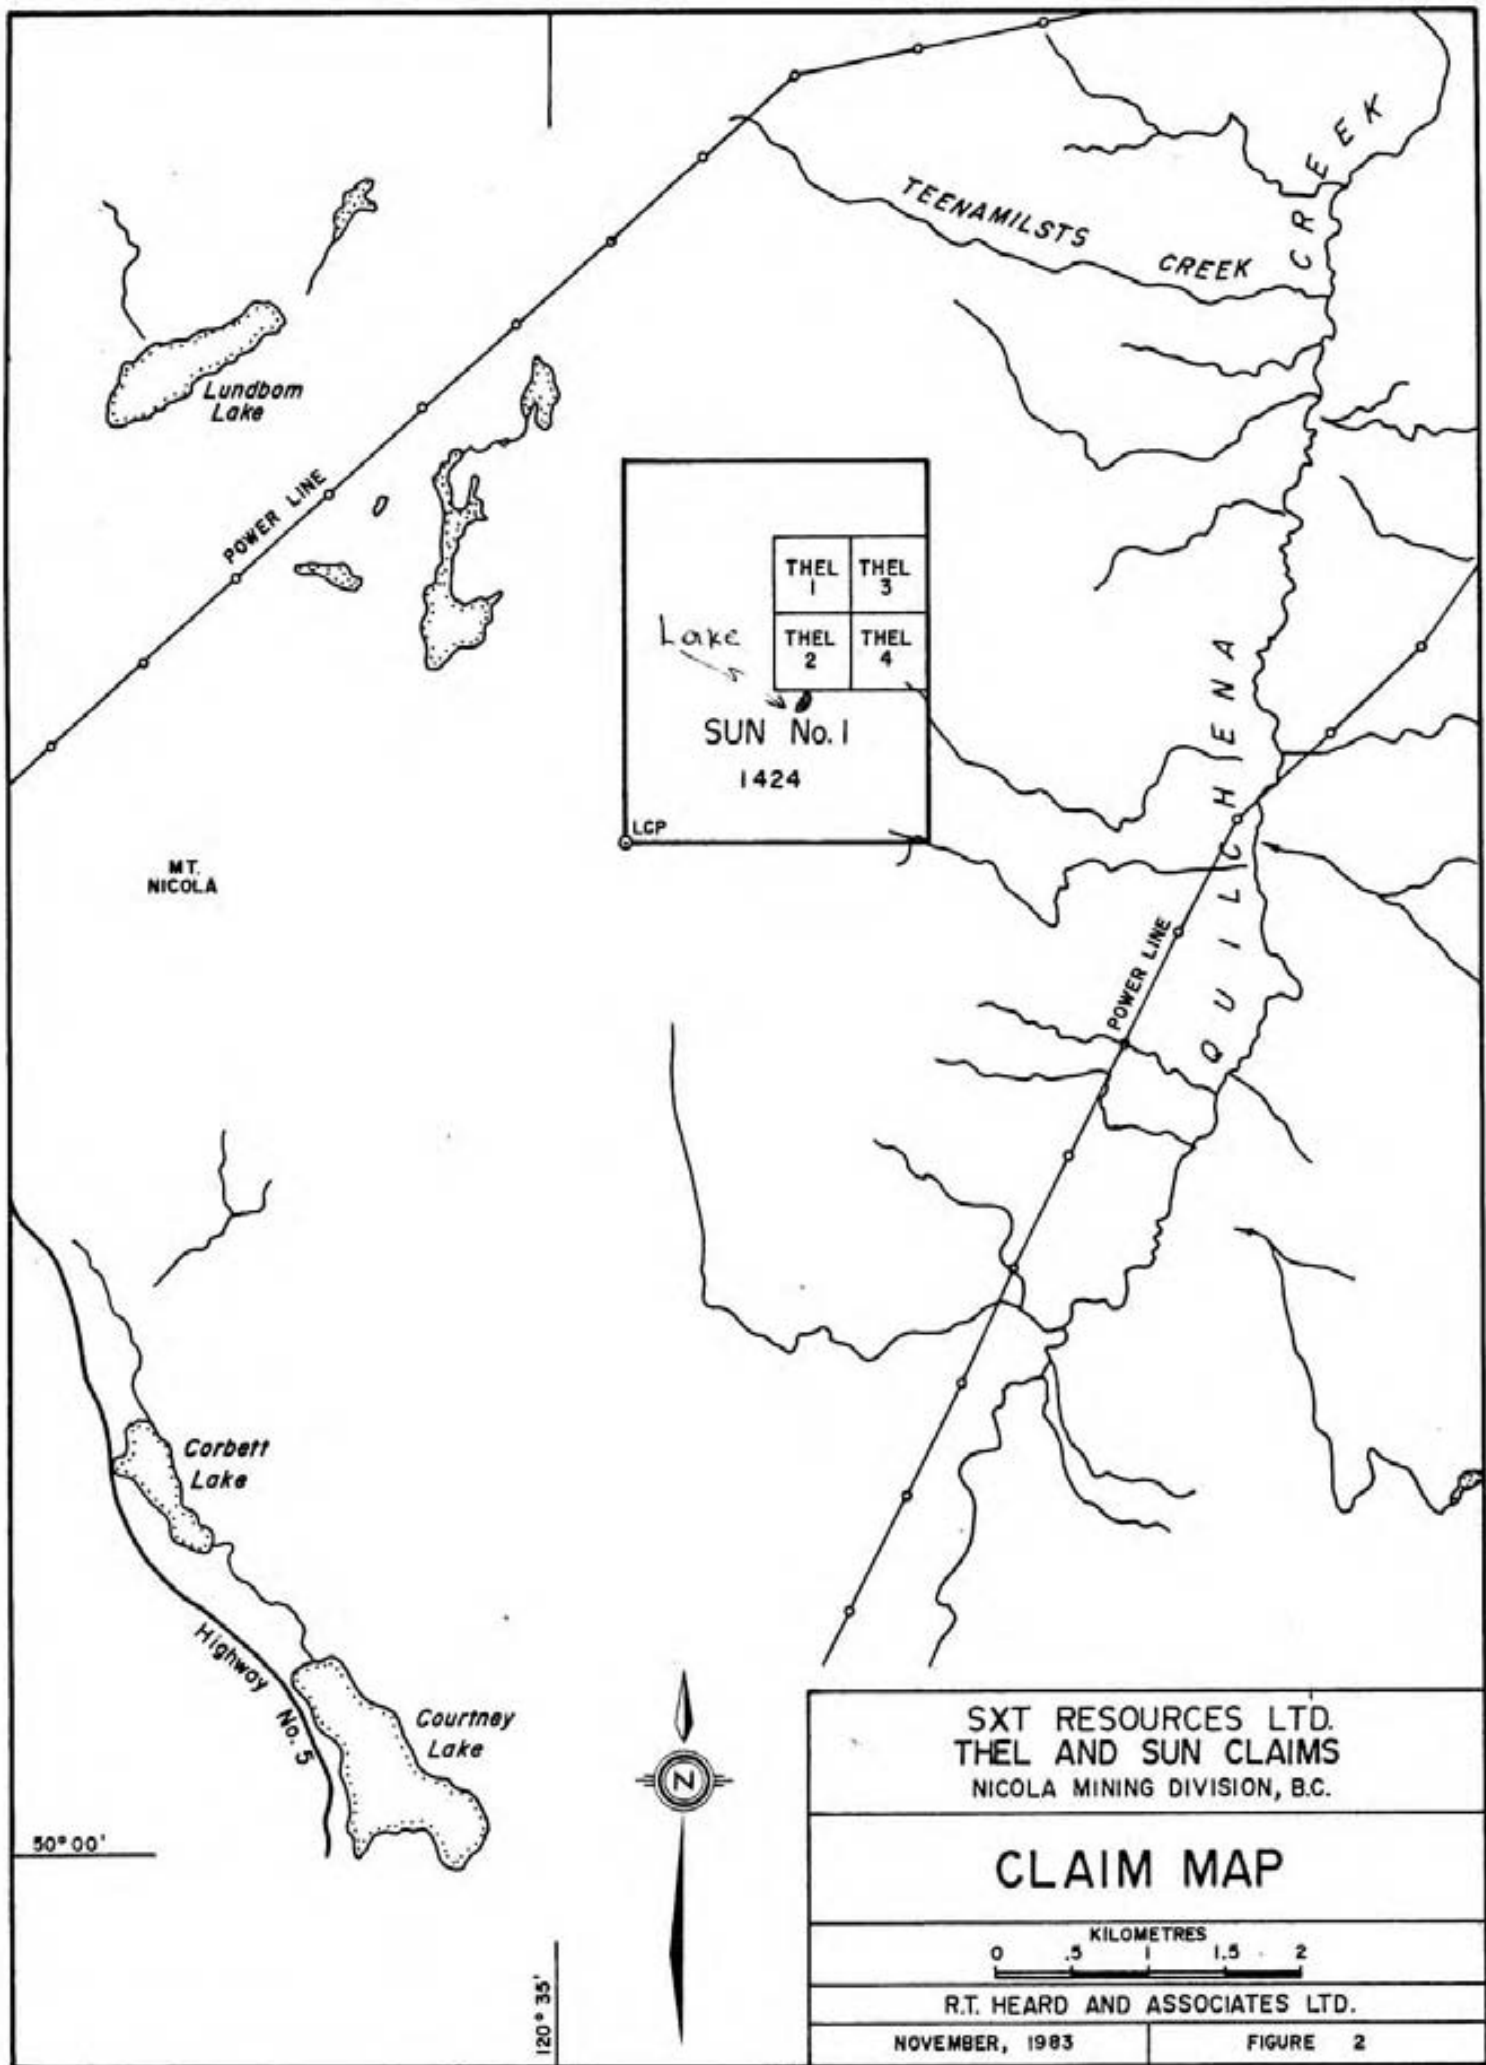 TEENAMILSTS
CREEK
QUILCHENA
CREEK
Lundbom
Lake
POWER LINE
THEL
1
THEL
3
THEL
2
THEL
4
Lake
SUN No. 1
1424
LCP
MT.
NICOLA
POWER LINE
Corbett
Lake
Highway
No. 5
Courtney
Lake
N
50° 00'
120° 35'
SXT RESOURCES LTD.
THEL AND SUN CLAIMS
NICOLA MINING DIVISION, B.C.
CLAIM MAP
KILOMETRES
0 .5 1 1.5 2
R.T. HEARD AND ASSOCIATES LTD.
NOVEMBER, 1983
FIGURE 2